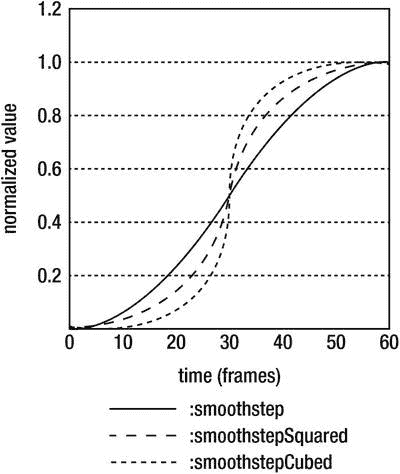 1.2
1.0
0.8
0.6
0.4
0.2
normalized value
0 10 20 30 40 50 60
time (frames)
:smoothstep
:smoothstepSquared
:smoothstepCubed